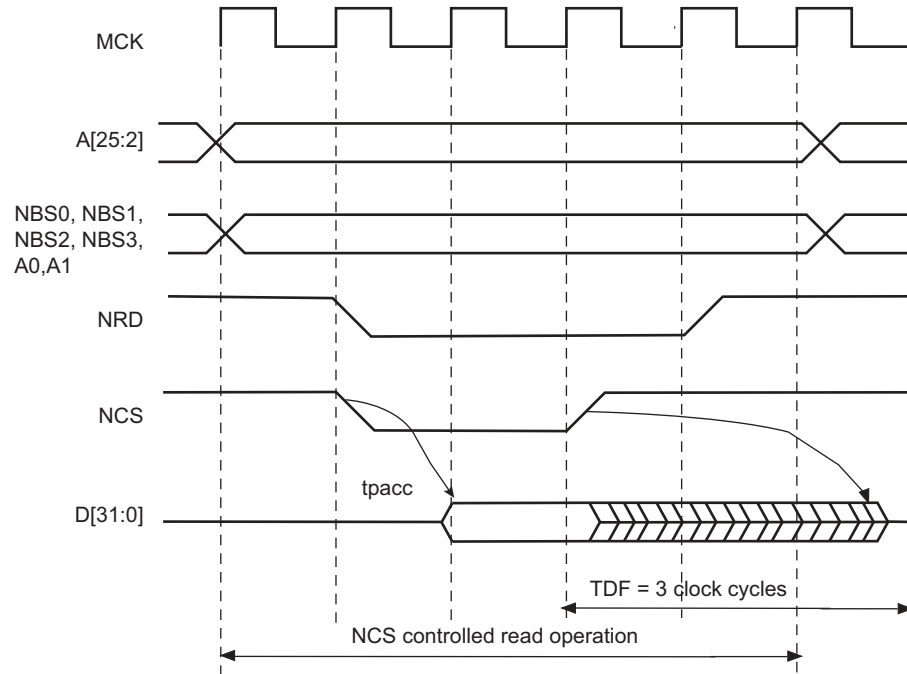 MCK
A[25:2]
NBS0, NBS1,
NBS2, NBS3,
A0,A1
NRD
NCS
tpacc
D[31:0]
TDF = 3 clock cycles
NCS controlled read operation